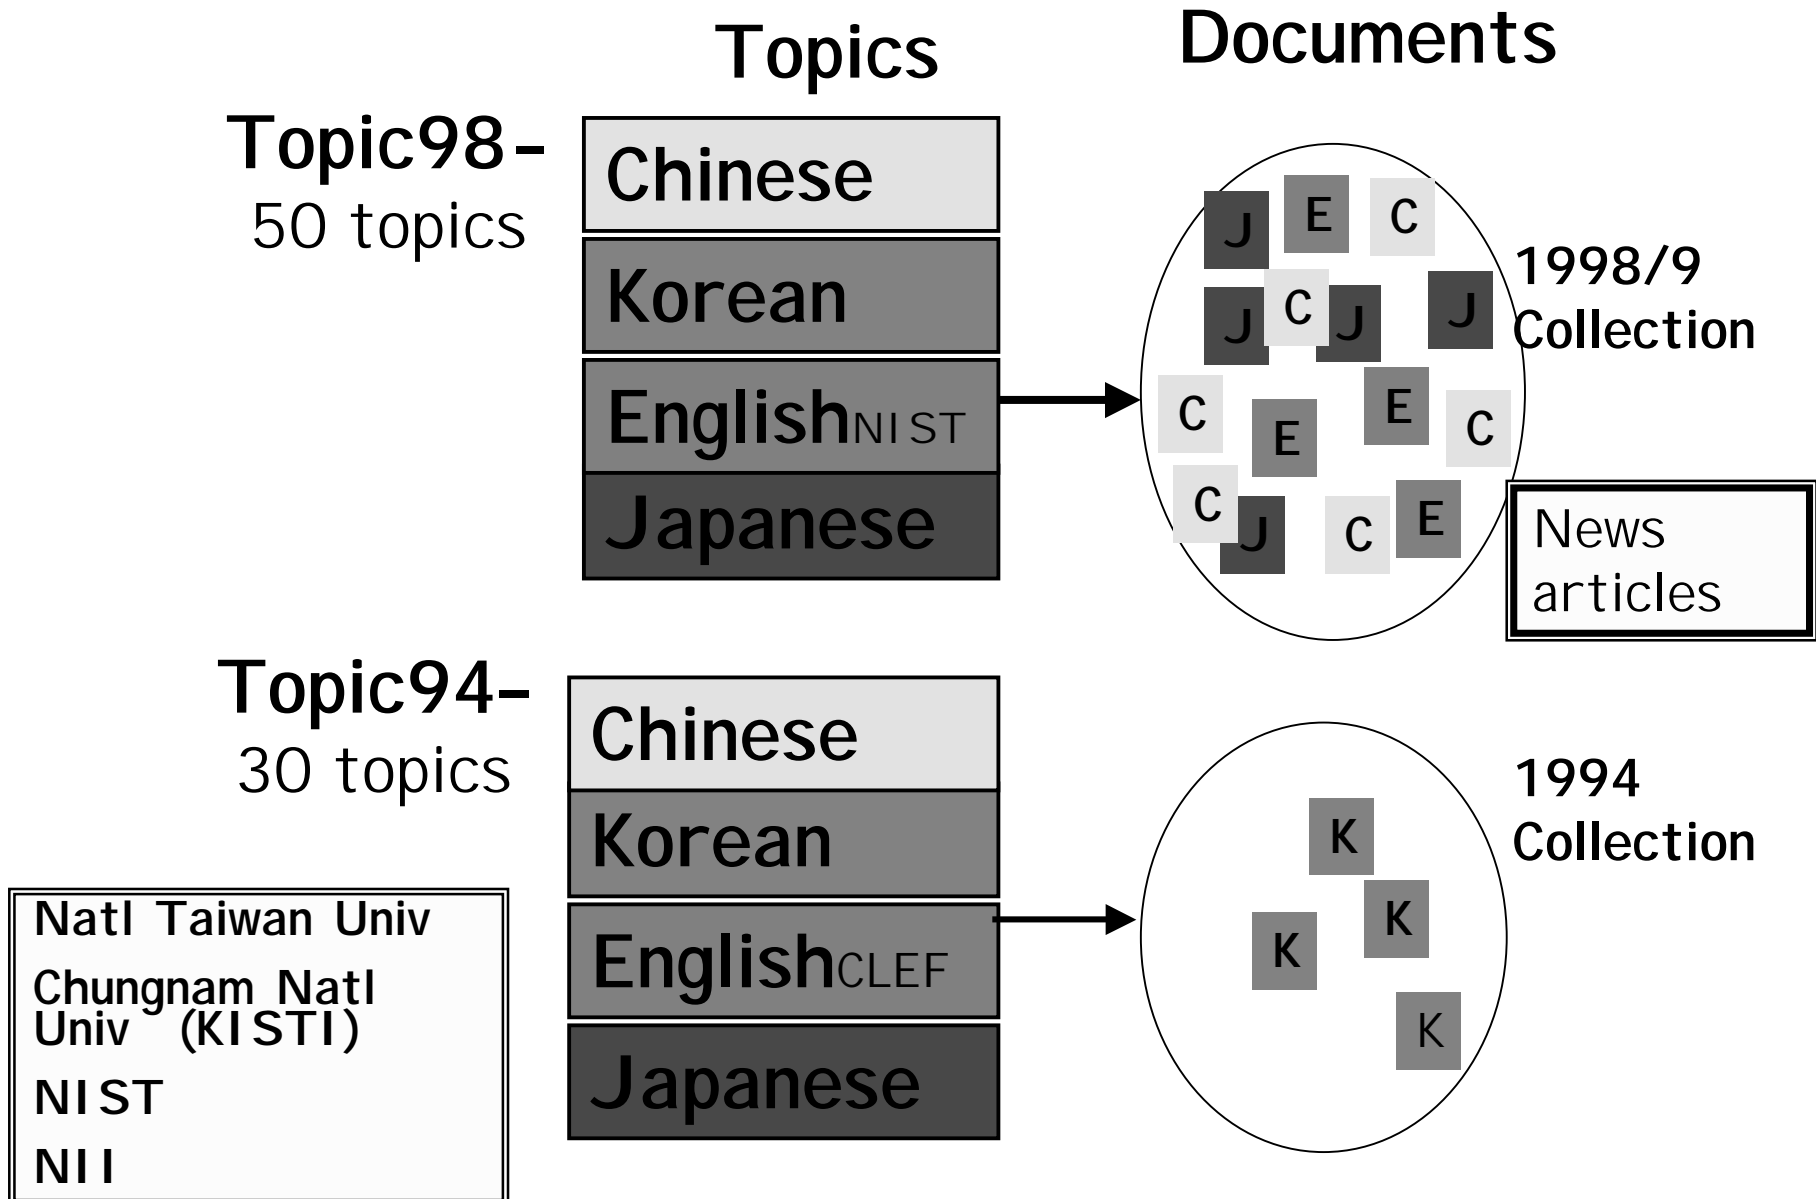 Topics
Documents
Topic98-
50 topics
Chinese
Korean
EnglishNIST
Japanese
J E C
J C J J
C E E C
C J C E
1998/9
Collection
News
articles
Topic94-
30 topics
Chinese
Korean
EnglishCLEF
Japanese
K
K K
K
1994
Collection
Natl Taiwan Univ
Chungnam Natl
Univ (KISTI)
NIST
NII